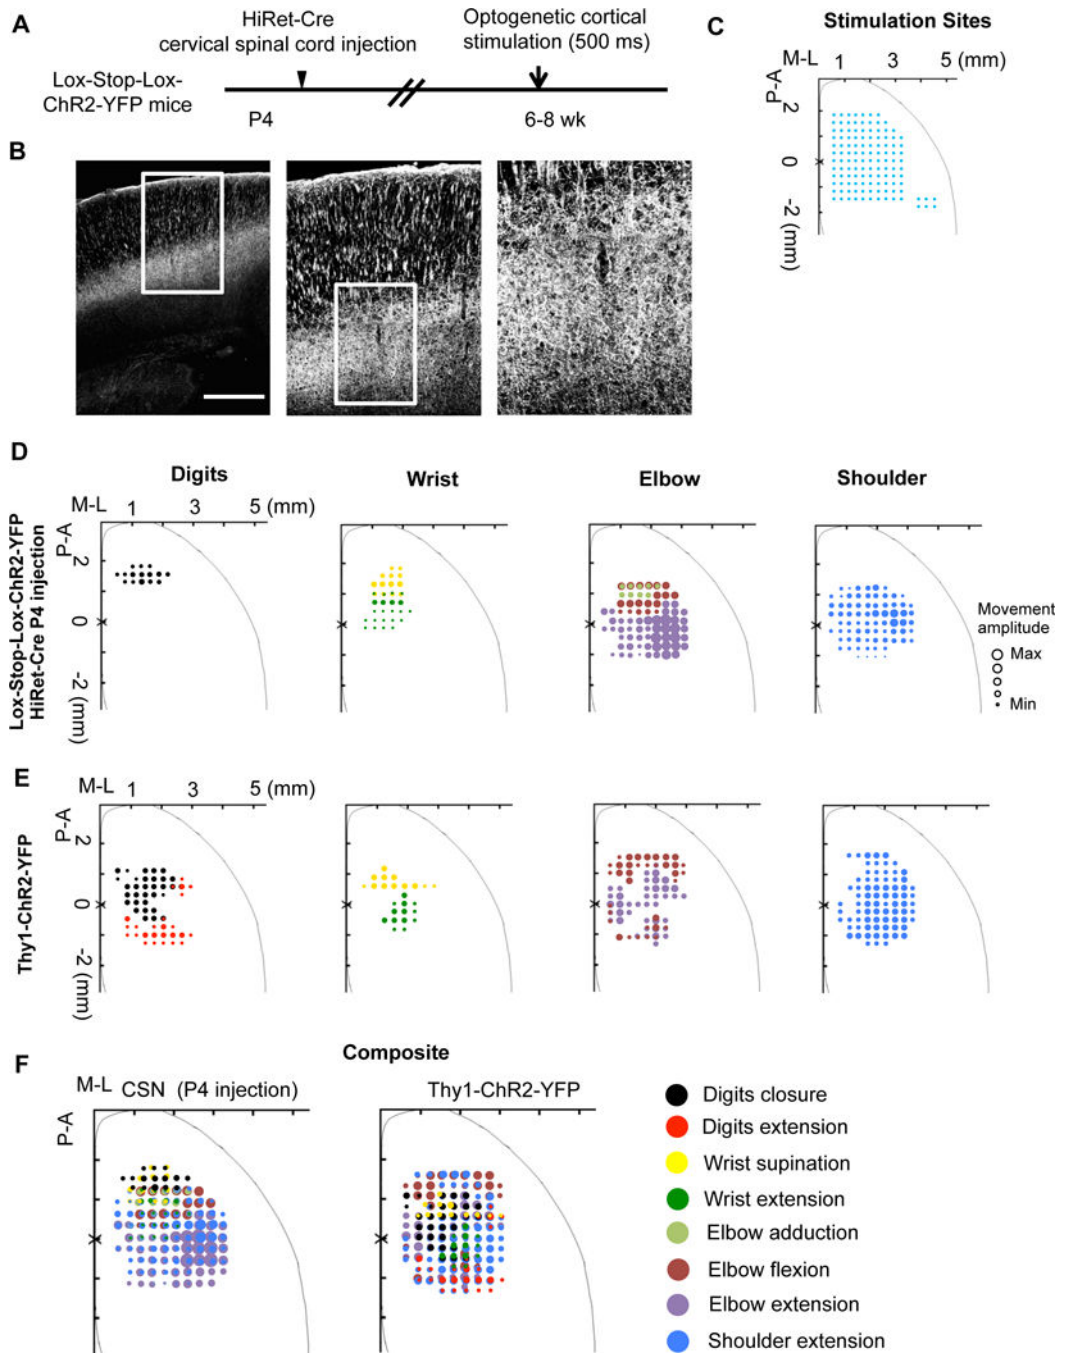 A
HiRet-Cre
cervical spinal cord injection
Optogenetic cortical
stimulation (500 ms)
Lox-Stop-Lox-
ChR2-YFP mice
P4
6-8 wk
B
C
Stimulation Sites
M-L 1 3 5 (mm)
P-A
2
0
-2 (mm)
X
D
Digits
Wrist
Elbow
Shoulder
M-L 1 3 5 (mm)
P-A
2
0
-2 (mm)
X
X
X
X
Lox-Stop-Lox-ChR2-YFP
HiRet-Cre P4 injection
Movement
amplitude
Max
Min
E
M-L 1 3 5 (mm)
P-A
2
0
-2 (mm)
X
X
X
X
Thy1-ChR2-YFP
F
Composite
M-L CSN (P4 injection)
Thy1-ChR2-YFP
P-A
X
X
Digits closure
Digits extension
Wrist supination
Wrist extension
Elbow adduction
Elbow flexion
Elbow extension
Shoulder extension